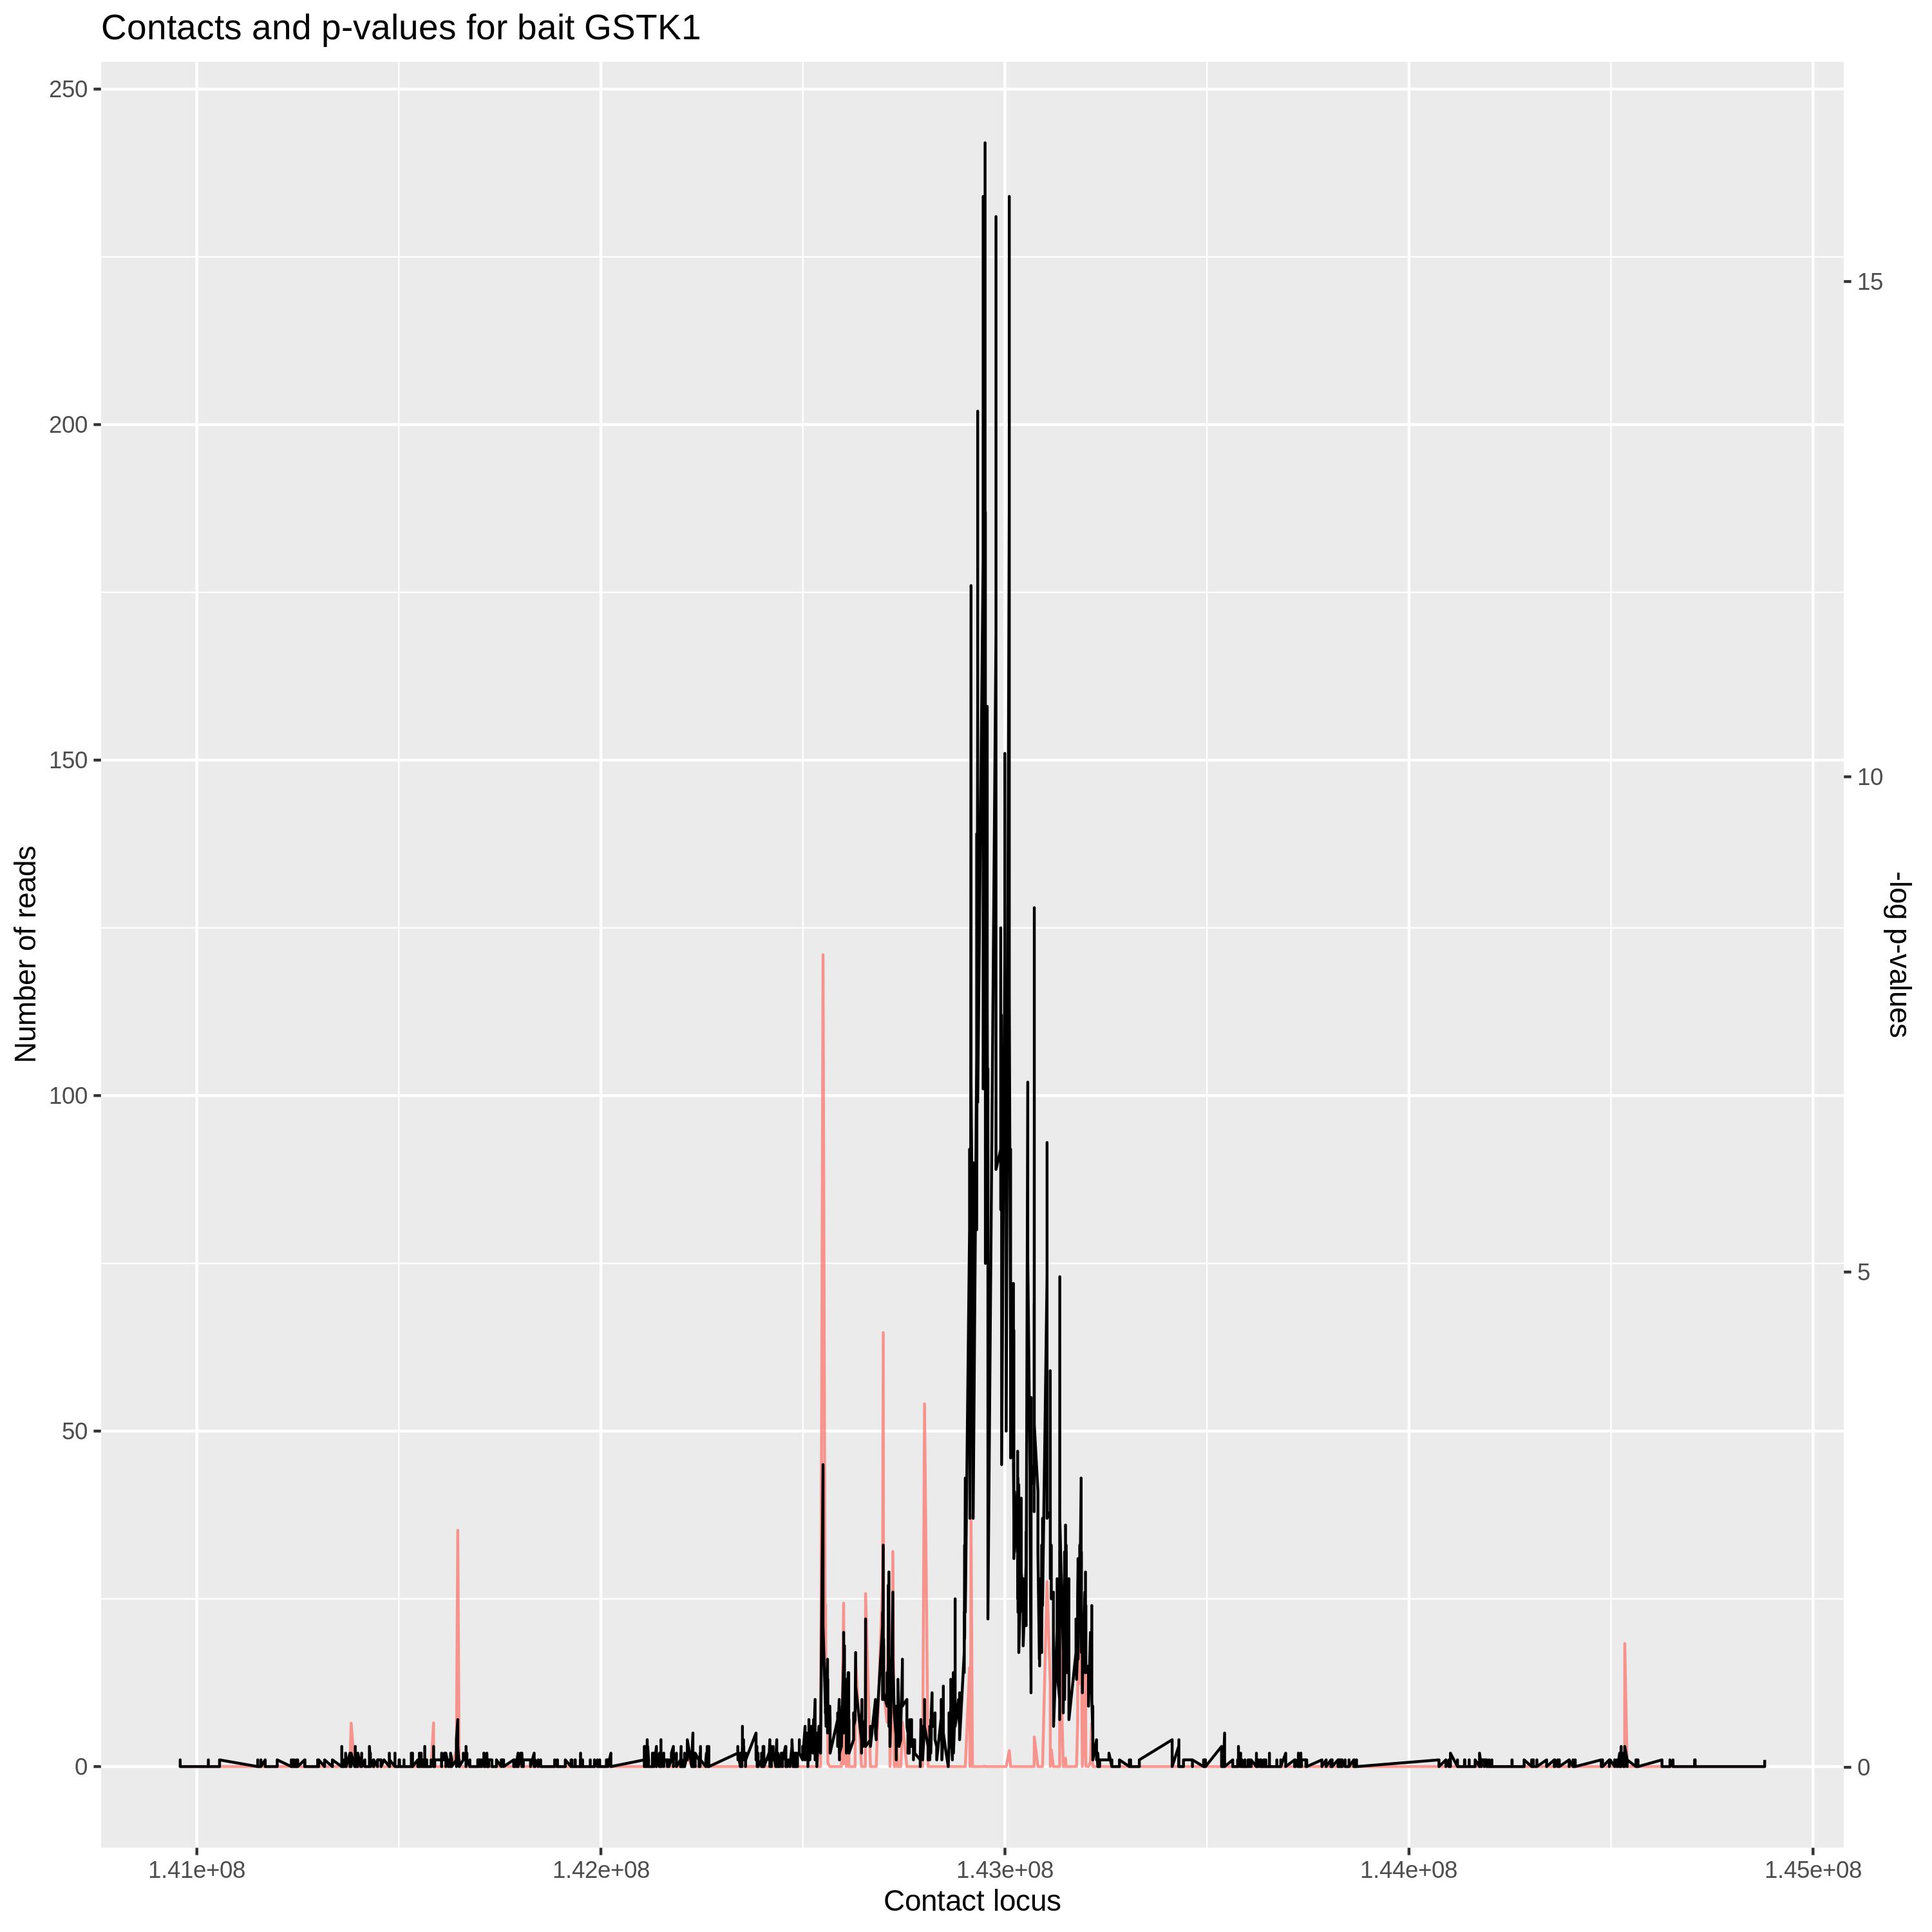 Contacts and p-values for bait GSTK1
250
200
150
100
50
0
Number of reads
15
10
5
0
-log p-values
1.41e+08
1.42e+08
1.43e+08
1.44e+08
1.45e+08
Contact locus